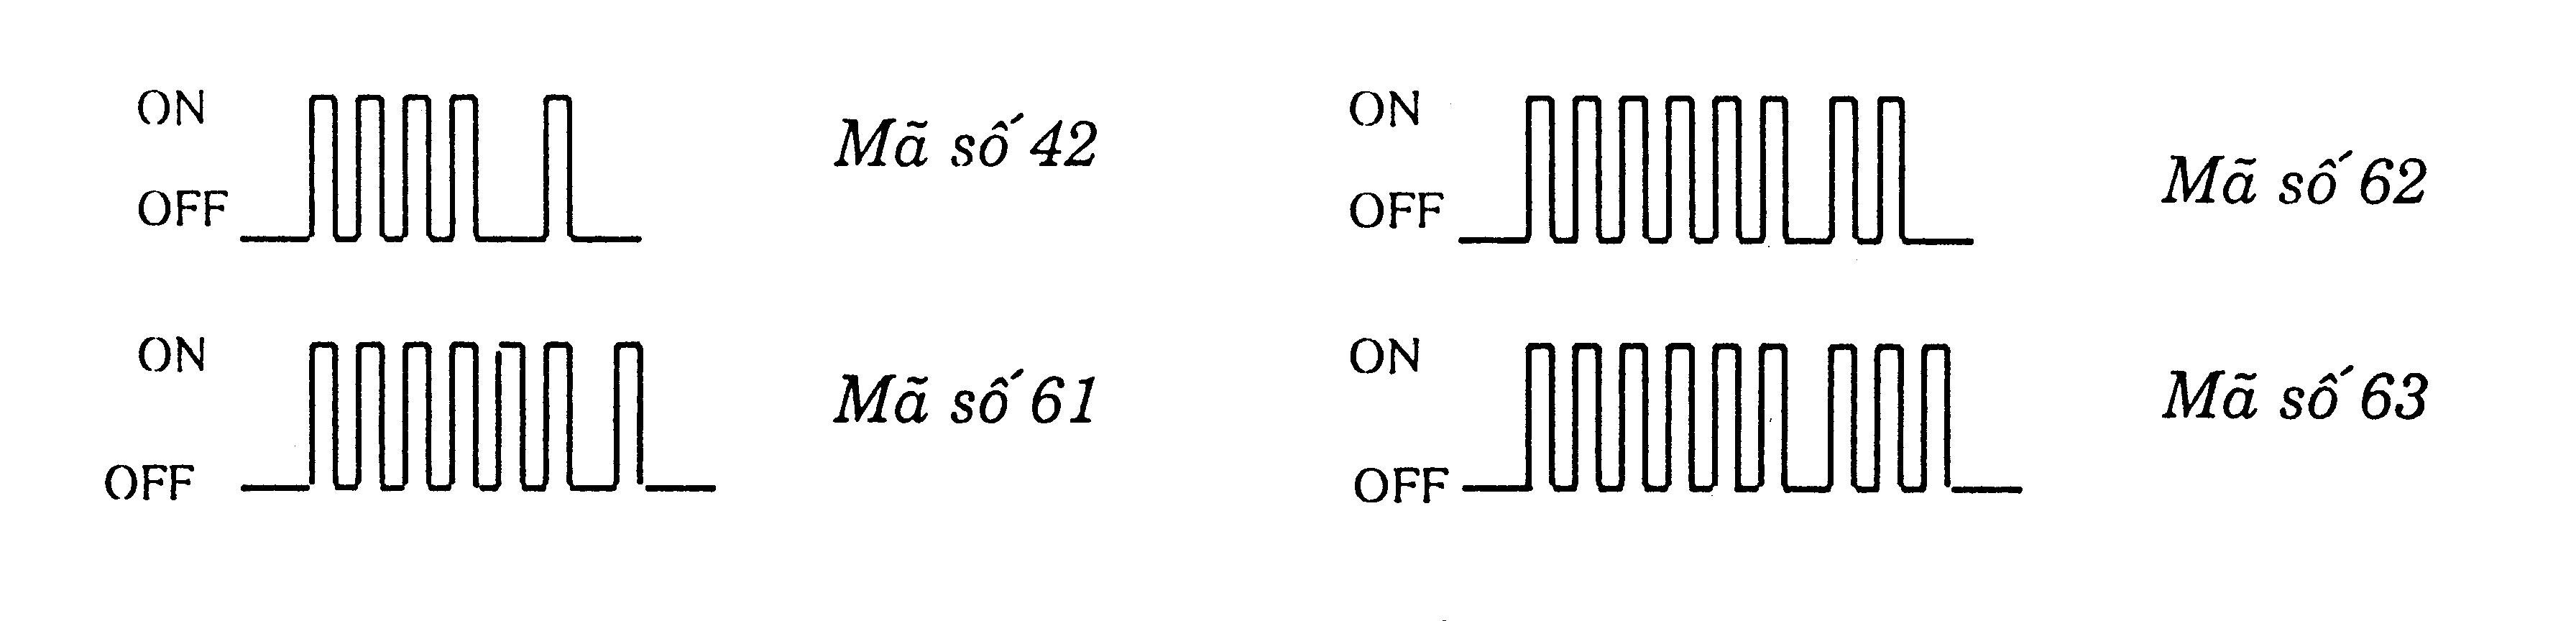 ON
OFF
Mã số 42
ON
OFF
Mã số 62
ON
OFF
Mã số 61
ON
OFF
Mã số 63